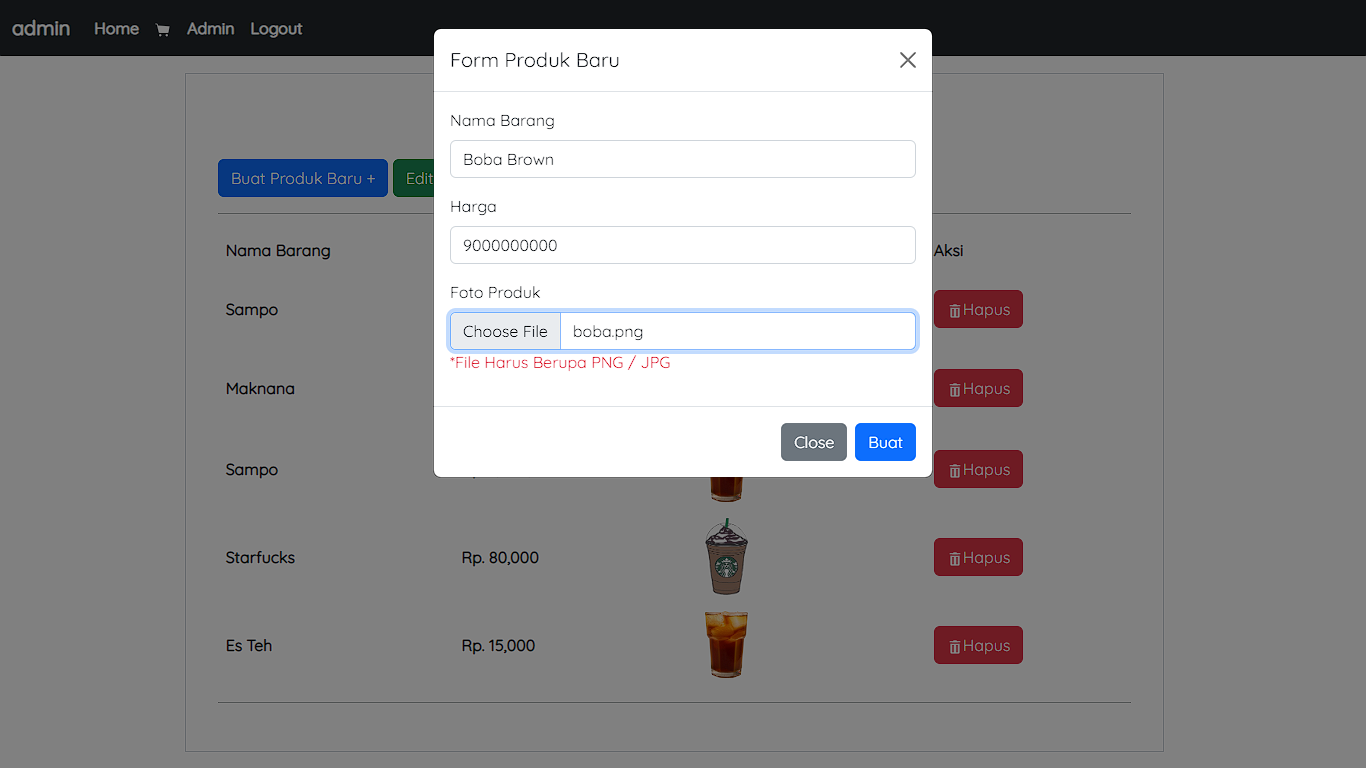 admin Home Admin Logout
Form Produk Baru
Nama Barang
Boba Brown
Harga
9000000000
Foto Produk
Choose File boba.png
*File Harus Berupa PNG / JPG
Close Buat
Buat Produk Baru + Edit
Nama Barang Aksi
Sampo Hapus
Maknana Hapus
Sampo Hapus
Starfucks Rp. 80,000 Hapus
Es Teh Rp. 15,000 Hapus